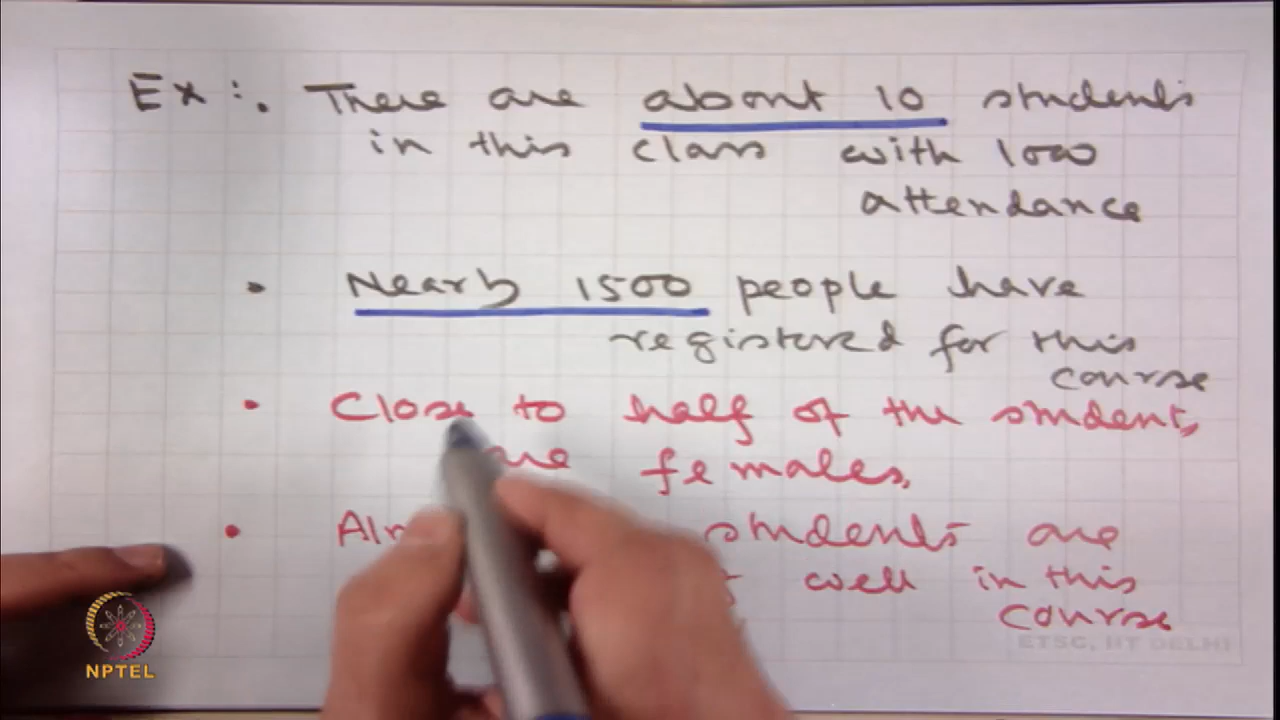 Ex:. There are about 10 students
in this class with 100
attendance
• Nearly 1500 people have
registered for this
course
• Close to half of the students
are females.
• students are
well in this
course
ETSC, IIT DELHI
NPTEL